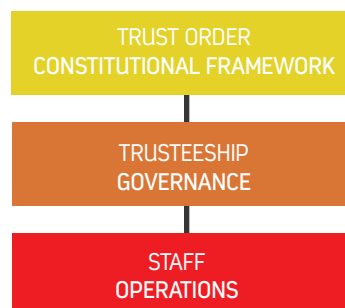 TRUST ORDER
CONSTITUTIONAL FRAMEWORK
TRUSTEESHIP
GOVERNANCE
STAFF
OPERATIONS